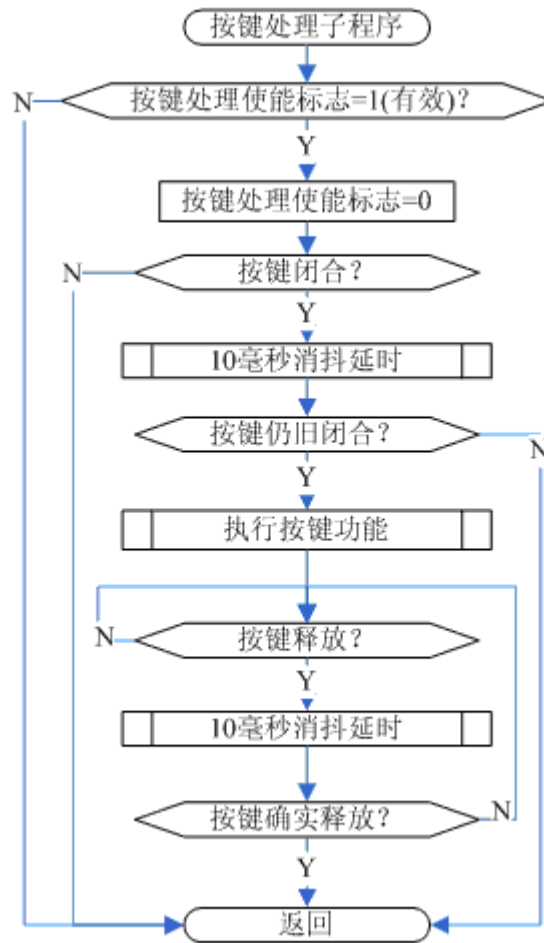 按键处理子程序
N
按键处理使能标志=1(有效)?
Y
按键处理使能标志=0
N
按键闭合?
Y
10毫秒消抖延时
按键仍旧闭合?
N
Y
执行按键功能
N
按键释放?
Y
10毫秒消抖延时
按键确实释放?
N
Y
返回